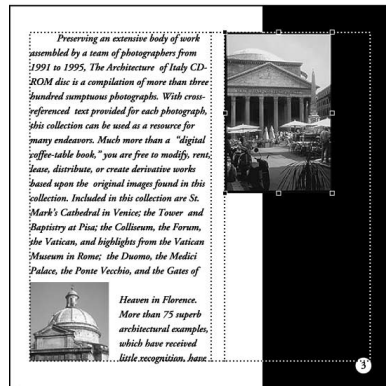 Preserving an extensive body of work
assembled by a team of photographers from
1991 to 1995, The Architecture of Italy CD-
ROM disc is a compilation of more than three
hundred sumptuous photographs. With cross-
referenced text provided for each photograph,
this collection can be used as a resource for
many endeavors. Much more than a "digital
coffee-table book," you are free to modify, rent,
lease, distribute, or create derivative works
based upon the original images found in this
collection. Included in this collection are St.
Mark's Cathedral in Venice; the Tower and
Baptistry at Pisa; the Colliseum, the Forum,
the Vatican, and highlights from the Vatican
Museum in Rome; the Duomo, the Medici
Palace, the Ponte Vecchio, and the Gates of
Heaven in Florence.
More than 75 superb
architectural examples,
which have received
little recognition, have
3